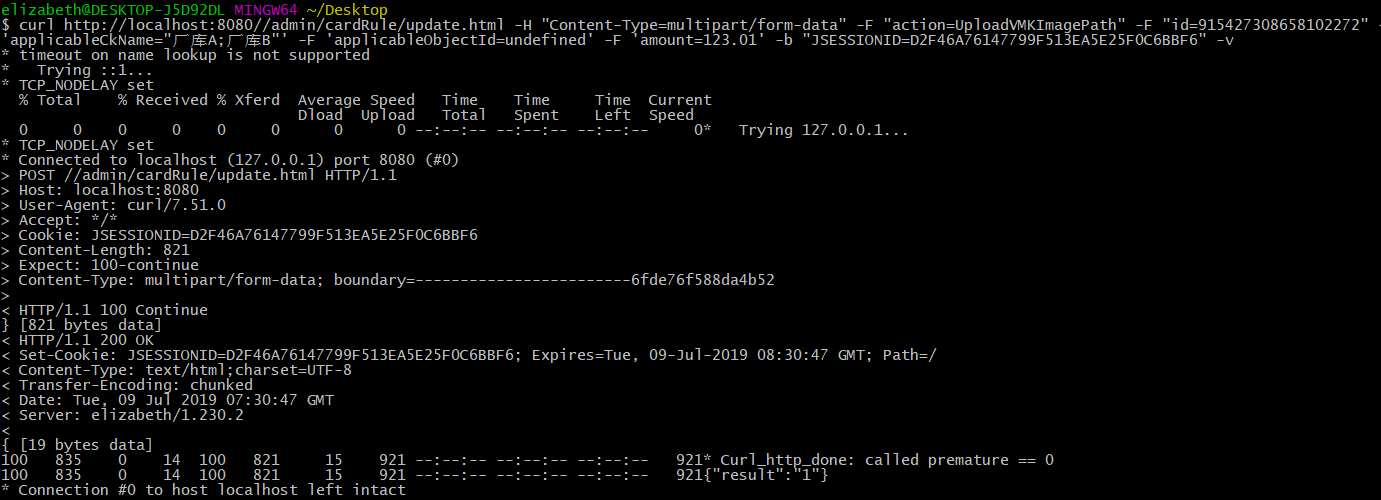 elizabeth@DESKTOP-J5D92DL MINGW64 ~/Desktop
$ curl http://localhost:8080//admin/cardRule/update.html -H "Content-Type=multipart/form-data" -F "action=UploadVMKImagePath" -F "id=915427308658102272" -
'applicableCkName="厂库A;厂库B"' -F 'applicableObjectId=undefined' -F 'amount=123.01' -b "JSESSIONID=D2F46A76147799F513EA5E25F0C6BBF6" -v
* timeout on name lookup is not supported
*   Trying ::1...
* TCP_NODELAY set
  % Total    % Received % Xferd  Average Speed   Time    Time     Time  Current
                                 Dload  Upload   Total   Spent    Left  Speed
  0     0    0     0    0     0      0      0 --:--:-- --:--:-- --:--:--     0*   Trying 127.0.0.1...
* TCP_NODELAY set
* Connected to localhost (127.0.0.1) port 8080 (#0)
> POST //admin/cardRule/update.html HTTP/1.1
> Host: localhost:8080
> User-Agent: curl/7.51.0
> Accept: */*
> Cookie: JSESSIONID=D2F46A76147799F513EA5E25F0C6BBF6
> Content-Length: 821
> Expect: 100-continue
> Content-Type: multipart/form-data; boundary=------------------------6fde76f588da4b52
>
< HTTP/1.1 100 Continue
} [821 bytes data]
< HTTP/1.1 200 OK
< Set-Cookie: JSESSIONID=D2F46A76147799F513EA5E25F0C6BBF6; Expires=Tue, 09-Jul-2019 08:30:47 GMT; Path=/
< Content-Type: text/html;charset=UTF-8
< Transfer-Encoding: chunked
< Date: Tue, 09 Jul 2019 07:30:47 GMT
< Server: elizabeth/1.230.2
<
{ [19 bytes data]
100   835    0    14  100   821     15    921 --:--:-- --:--:-- --:--:--   921* Curl_http_done: called premature == 0
100   835    0    14  100   821     15    921 --:--:-- --:--:-- --:--:--   921{"result":"1"}
* Connection #0 to host localhost left intact